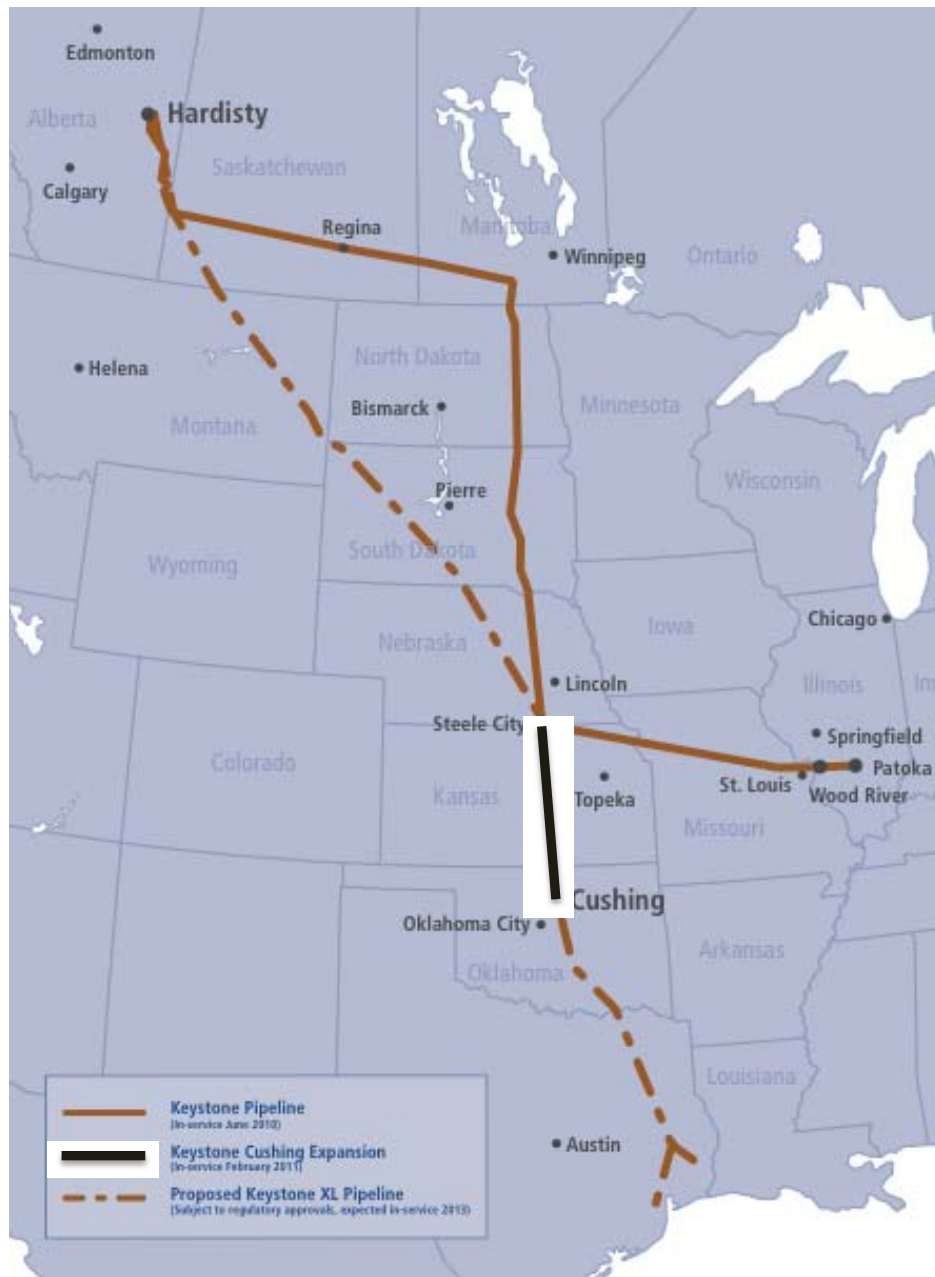 Edmonton
Hardisty
Alberta
Saskatchewan
Calgary
Regina
Manitoba
Winnipeg
Ontario
Helena
North Dakota
Bismarck
Minnesota
Montana
Wisconsin
Pierre
South Dakota
Wyoming
Chicago
Iowa
Nebraska
Lincoln
Illinois
In
Steele City
Springfield
Colorado
Patoka
St. Louis
Wood River
Kansas
Topeka
Missouri
Cushing
Oklahoma City
Arkansas
Oklahoma
Louisiana
Austin
Keystone Pipeline
(In-service June 2010)
Keystone Cushing Expansion
(In-service February 2011)
Proposed Keystone XL Pipeline
(Subject to regulatory approvals, expected in-service 2013)